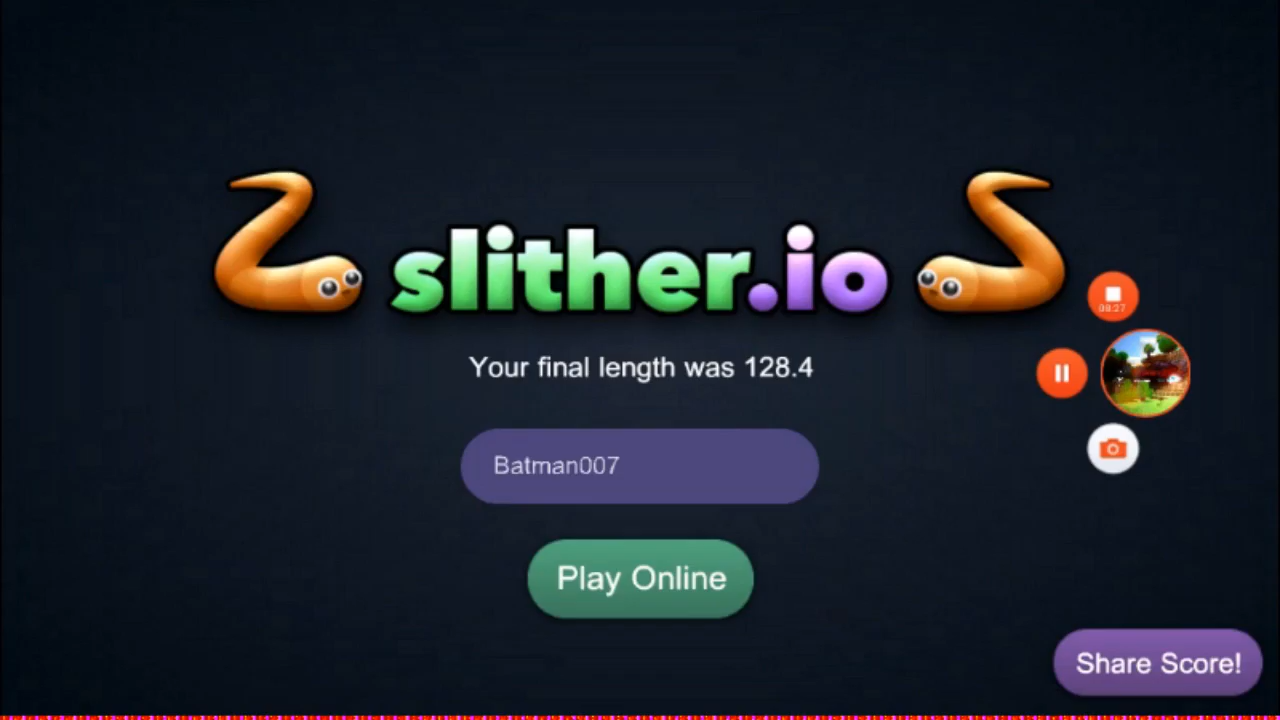 slither.io
Your final length was 128.4
Batman007
Play Online
Share Score!